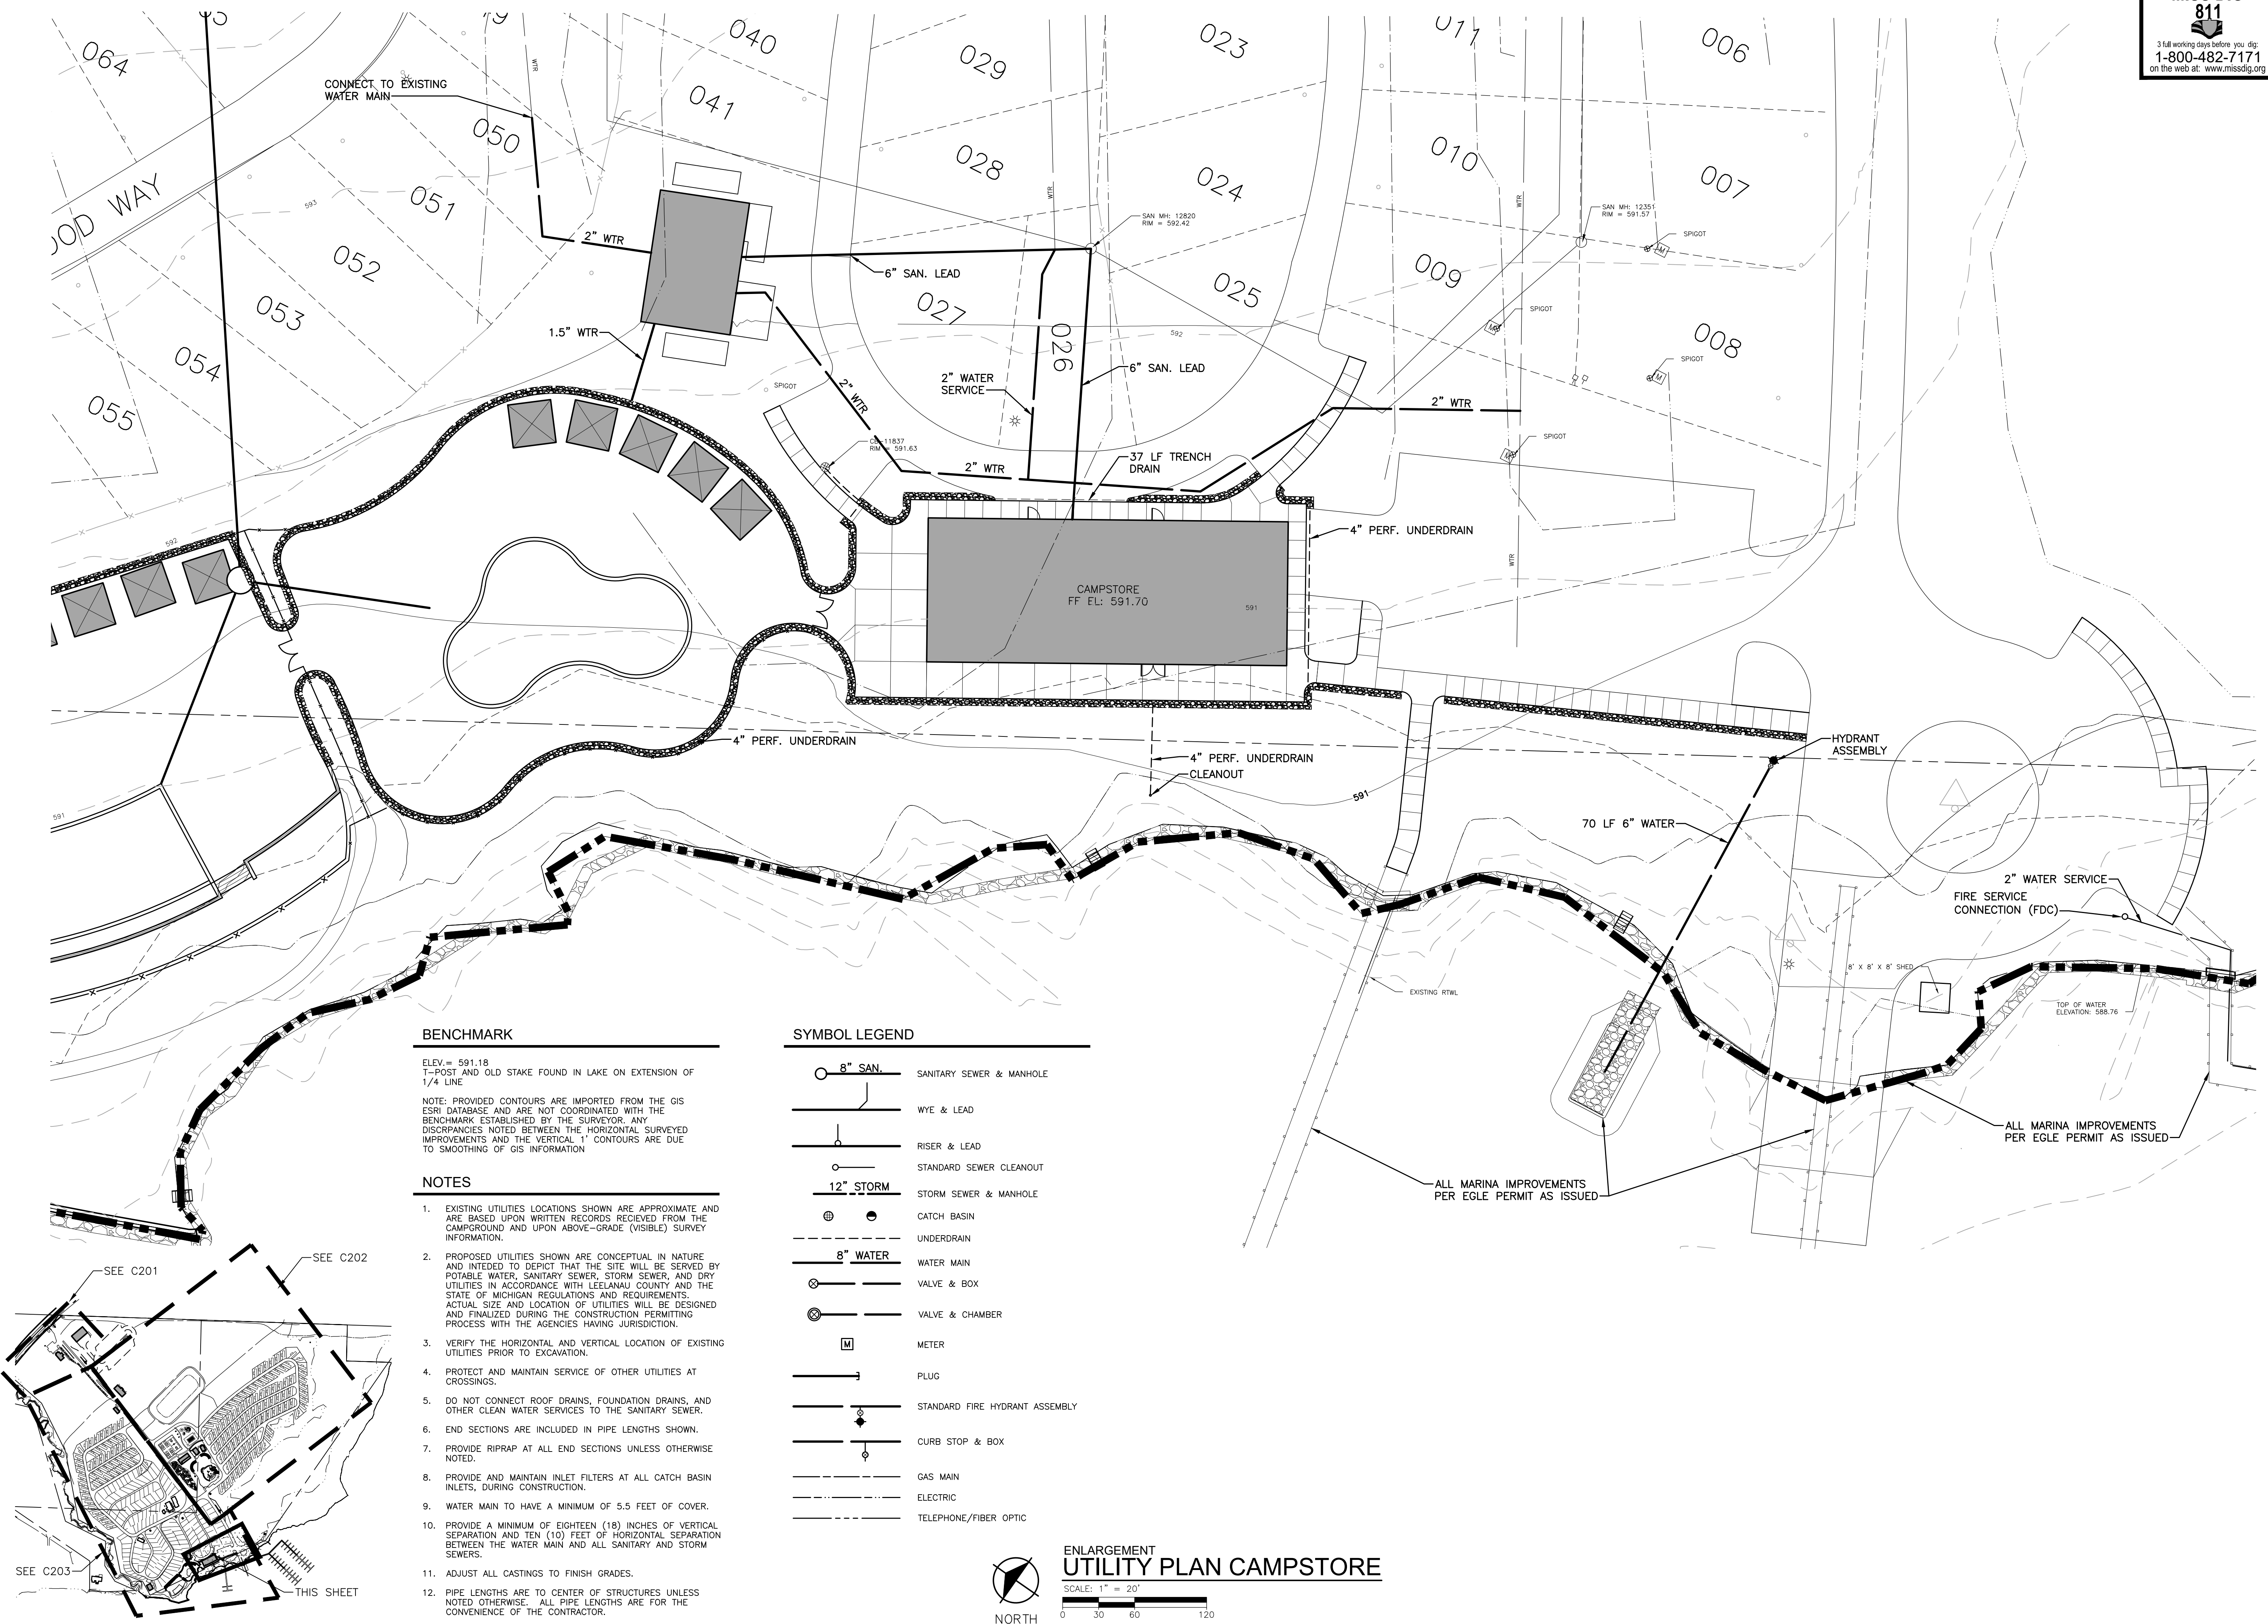 811
3 full working days before you dig:
1-800-482-7171
on the web at: www.missdig.org
064
CONNECT TO EXISTING
WATER MAIN
WTR
040
041
029
023
006
050
028
024
010
007
WTR
WTR
593
051
052
053
054
055
SAN MH: 12820
RIM = 592.42
SAN MH: 12351
RIM = 591.57
SPIGOT
2" WTR
6" SAN. LEAD
027
026
025
009
008
1.5" WTR
592
SPIGOT
SPIGOT
SPIGOT
2" WTR
2" WATER
SERVICE
6" SAN. LEAD
2" WTR
CB-11837
RIM = 591.63
SPIGOT
2" WTR
37 LF TRENCH
DRAIN
4" PERF. UNDERDRAIN
592
WTR
CAMPSTORE
FF EL: 591.70
591
4" PERF. UNDERDRAIN
4" PERF. UNDERDRAIN
CLEANOUT
HYDRANT
ASSEMBLY
591
591
70 LF 6" WATER
2" WATER SERVICE
FIRE SERVICE
CONNECTION (FDC)
8' X 8' X 8' SHED
EXISTING RTWL
TOP OF WATER
ELEVATION: 588.76
ALL MARINA IMPROVEMENTS
PER EGLE PERMIT AS ISSUED
ALL MARINA IMPROVEMENTS
PER EGLE PERMIT AS ISSUED
BENCHMARK
ELEV.= 591.18
T-POST AND OLD STAKE FOUND IN LAKE ON EXTENSION OF
1/4 LINE
NOTE: PROVIDED CONTOURS ARE IMPORTED FROM THE GIS
ESRI DATABASE AND ARE NOT COORDINATED WITH THE
BENCHMARK ESTABLISHED BY THE SURVEYOR. ANY
DISCRPANCIES NOTED BETWEEN THE HORIZONTAL SURVEYED
IMPROVEMENTS AND THE VERTICAL 1' CONTOURS ARE DUE
TO SMOOTHING OF GIS INFORMATION
NOTES
1. EXISTING UTILITIES LOCATIONS SHOWN ARE APPROXIMATE AND
ARE BASED UPON WRITTEN RECORDS RECIEVED FROM THE
CAMPGROUND AND UPON ABOVE-GRADE (VISIBLE) SURVEY
INFORMATION.
2. PROPOSED UTILITIES SHOWN ARE CONCEPTUAL IN NATURE
AND INTEDED TO DEPICT THAT THE SITE WILL BE SERVED BY
POTABLE WATER, SANITARY SEWER, STORM SEWER, AND DRY
UTILITIES IN ACCORDANCE WITH LEELANAU COUNTY AND THE
STATE OF MICHIGAN REGULATIONS AND REQUIREMENTS.
ACTUAL SIZE AND LOCATION OF UTILITIES WILL BE DESIGNED
AND FINALIZED DURING THE CONSTRUCTION PERMITTING
PROCESS WITH THE AGENCIES HAVING JURISDICTION.
3. VERIFY THE HORIZONTAL AND VERTICAL LOCATION OF EXISTING
UTILITIES PRIOR TO EXCAVATION.
4. PROTECT AND MAINTAIN SERVICE OF OTHER UTILITIES AT
CROSSINGS.
5. DO NOT CONNECT ROOF DRAINS, FOUNDATION DRAINS, AND
OTHER CLEAN WATER SERVICES TO THE SANITARY SEWER.
6. END SECTIONS ARE INCLUDED IN PIPE LENGTHS SHOWN.
7. PROVIDE RIPRAP AT ALL END SECTIONS UNLESS OTHERWISE
NOTED.
8. PROVIDE AND MAINTAIN INLET FILTERS AT ALL CATCH BASIN
INLETS, DURING CONSTRUCTION.
9. WATER MAIN TO HAVE A MINIMUM OF 5.5 FEET OF COVER.
10. PROVIDE A MINIMUM OF EIGHTEEN (18) INCHES OF VERTICAL
SEPARATION AND TEN (10) FEET OF HORIZONTAL SEPARATION
BETWEEN THE WATER MAIN AND ALL SANITARY AND STORM
SEWERS.
11. ADJUST ALL CASTINGS TO FINISH GRADES.
12. PIPE LENGTHS ARE TO CENTER OF STRUCTURES UNLESS
NOTED OTHERWISE. ALL PIPE LENGTHS ARE FOR THE
CONVENIENCE OF THE CONTRACTOR.
SYMBOL LEGEND
8" SAN. SANITARY SEWER & MANHOLE
WYE & LEAD
RISER & LEAD
STANDARD SEWER CLEANOUT
12" STORM STORM SEWER & MANHOLE
CATCH BASIN
UNDERDRAIN
8" WATER WATER MAIN
VALVE & BOX
VALVE & CHAMBER
M METER
PLUG
STANDARD FIRE HYDRANT ASSEMBLY
CURB STOP & BOX
GAS MAIN
ELECTRIC
TELEPHONE/FIBER OPTIC
SEE C201
SEE C202
SEE C203
THIS SHEET
NORTH
ENLARGEMENT
UTILITY PLAN CAMPSTORE
SCALE: 1" = 20'
0 30 60 120